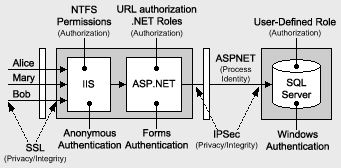 NTFS
Permissions
(Authorization)
URL authorization
.NET Roles
(Authorization)
User-Defined Role
(Authorization)
Alice
Mary
Bob
IIS
ASP.NET
ASPNET
(Process
Identity)
SQL
Server
SSL
(Privacy/Integrity)
Anonymous
Authentication
Forms
Authentication
IPSec
(Privacy/Integrity)
Windows
Authentication